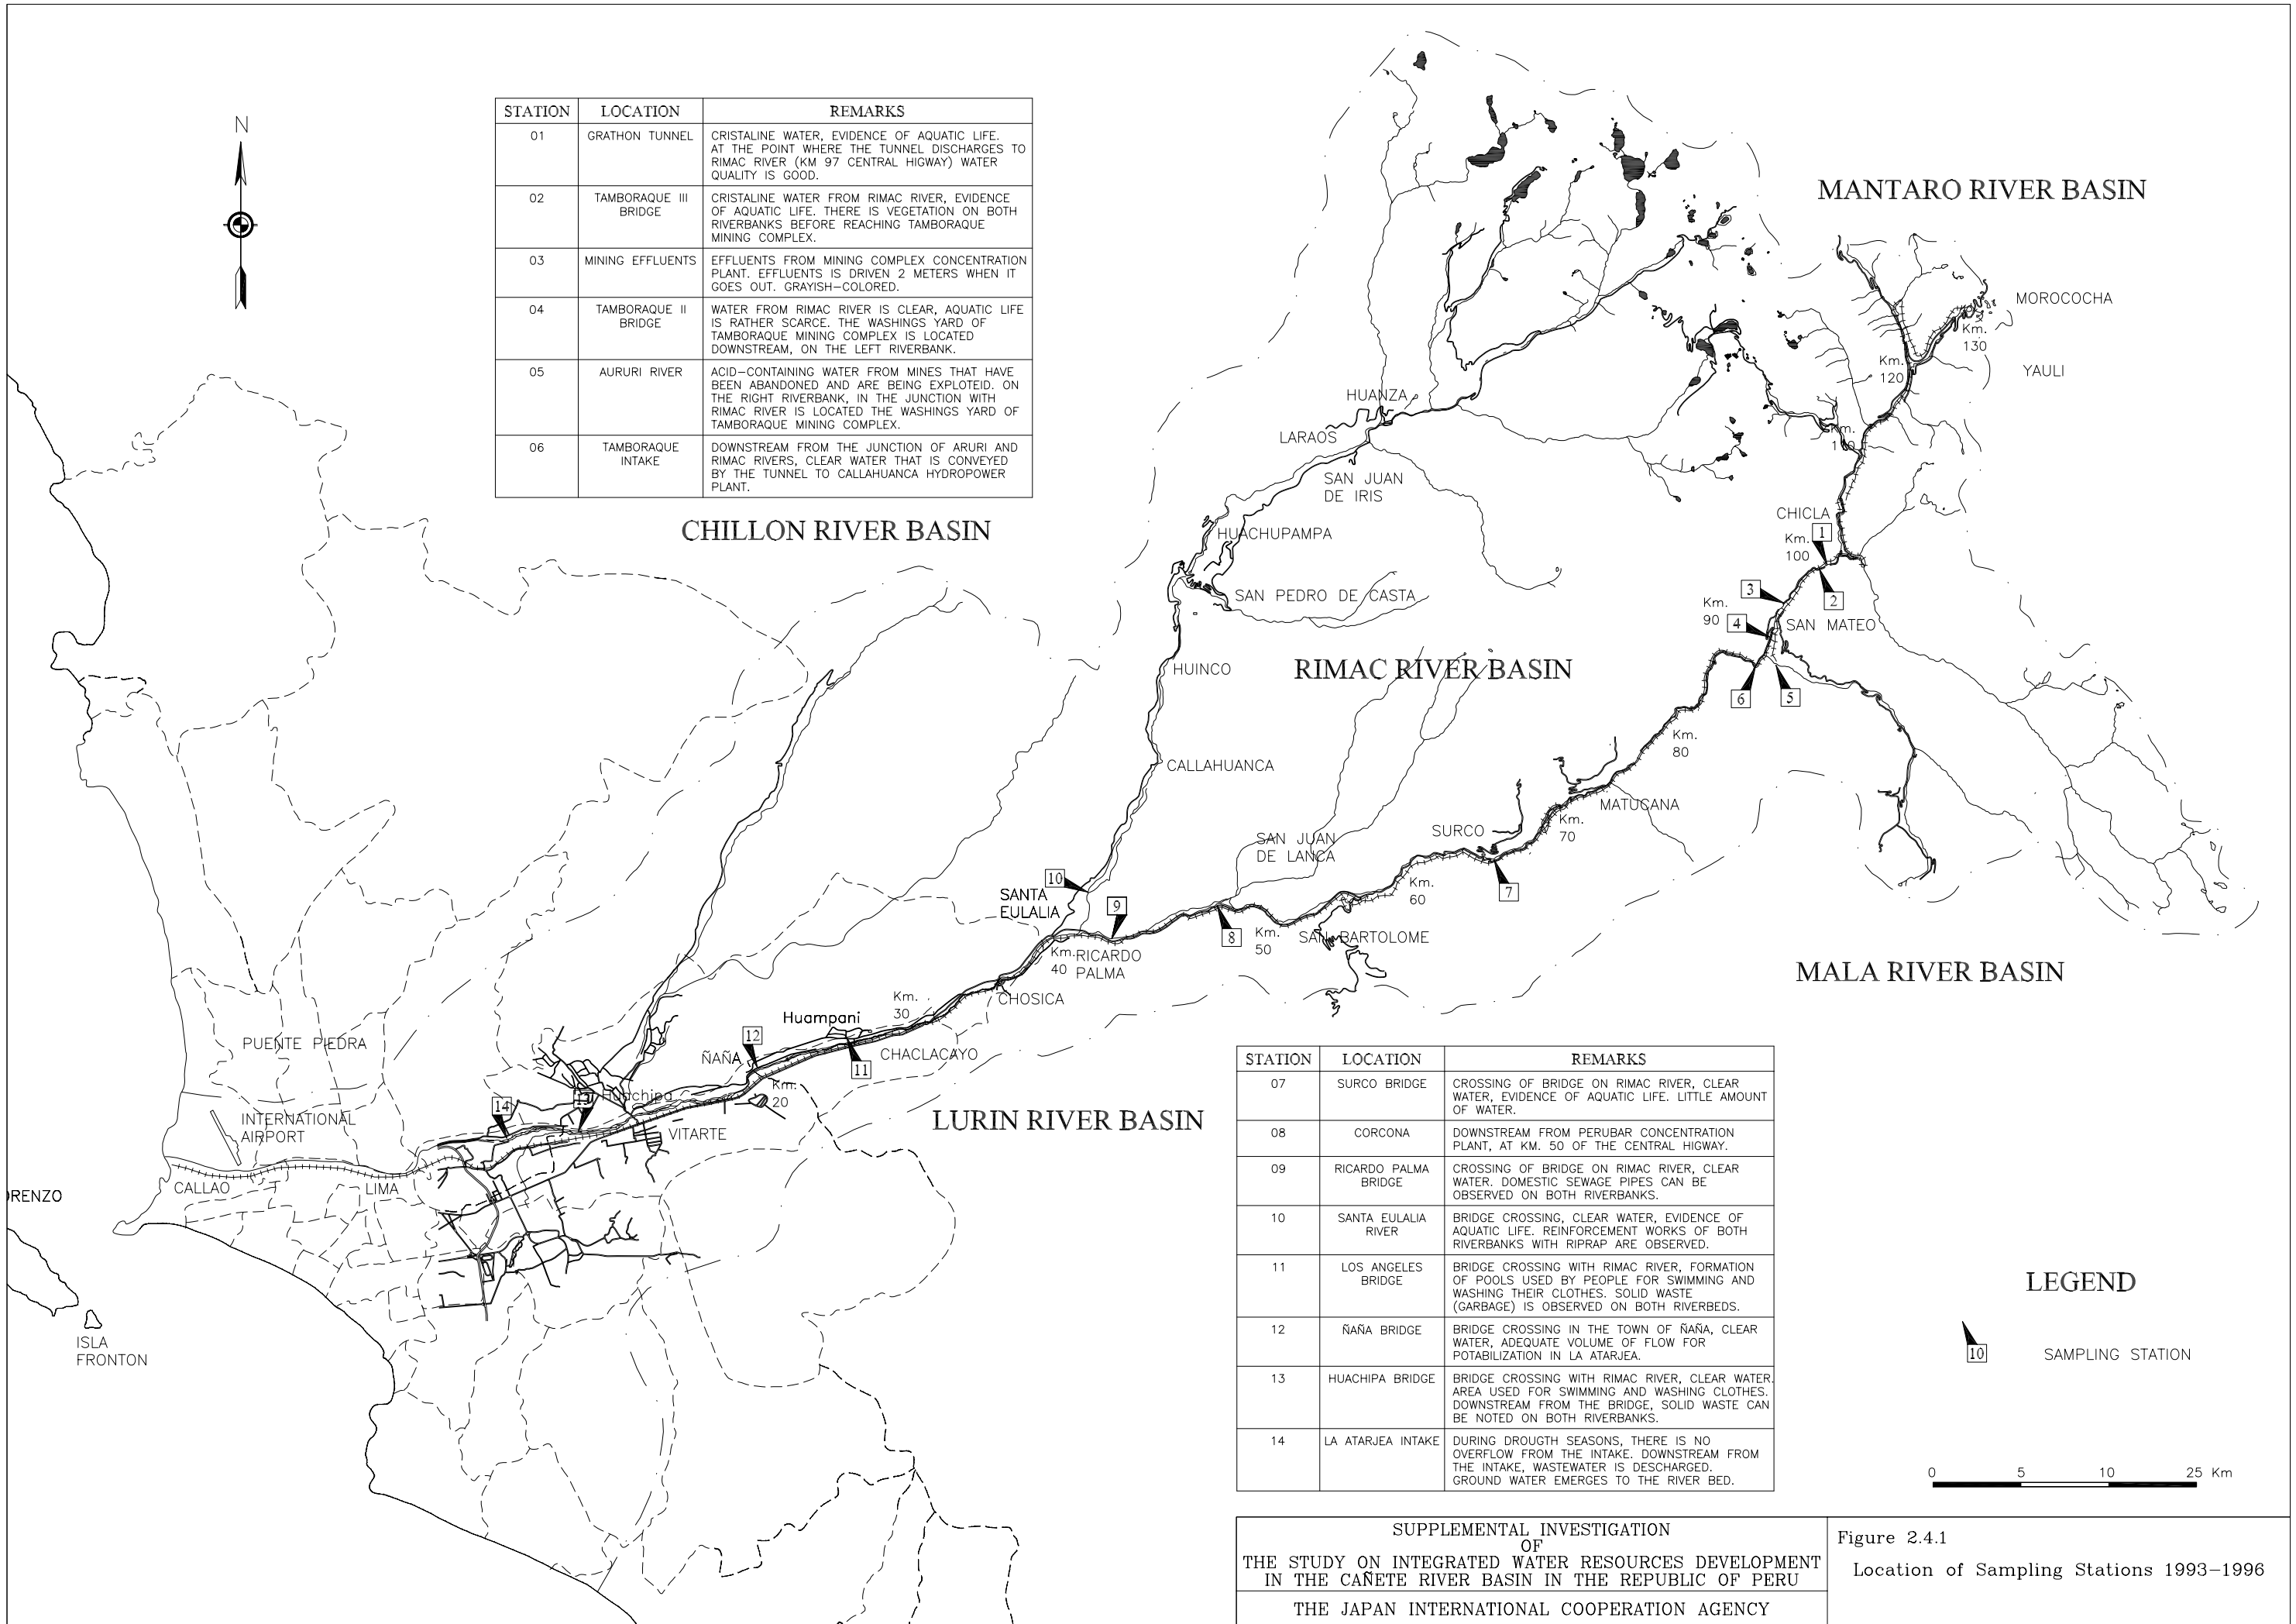 N
STATION LOCATION REMARKS
01 GRATHON TUNNEL CRISTALINE WATER, EVIDENCE OF AQUATIC LIFE.
AT THE POINT WHERE THE TUNNEL DISCHARGES TO
RIMAC RIVER (KM 97 CENTRAL HIGWAY) WATER
QUALITY IS GOOD.
02 TAMBORAQUE III CRISTALINE WATER FROM RIMAC RIVER, EVIDENCE
BRIDGE OF AQUATIC LIFE. THERE IS VEGETATION ON BOTH
RIVERBANKS BEFORE REACHING TAMBORAQUE
MINING COMPLEX.
03 MINING EFFLUENTS EFFLUENTS FROM MINING COMPLEX CONCENTRATION
PLANT. EFFLUENTS IS DRIVEN 2 METERS WHEN IT
GOES OUT. GRAYISH-COLORED.
04 TAMBORAQUE II WATER FROM RIMAC RIVER IS CLEAR, AQUATIC LIFE
BRIDGE IS RATHER SCARCE. THE WASHINGS YARD OF
TAMBORAQUE MINING COMPLEX IS LOCATED
DOWNSTREAM, ON THE LEFT RIVERBANK.
05 AURURI RIVER ACID-CONTAINING WATER FROM MINES THAT HAVE
BEEN ABANDONED AND ARE BEING EXPLOTEID. ON
THE RIGHT RIVERBANK, IN THE JUNCTION WITH
RIMAC RIVER IS LOCATED THE WASHINGS YARD OF
TAMBORAQUE MINING COMPLEX.
06 TAMBORAQUE DOWNSTREAM FROM THE JUNCTION OF ARURI AND
INTAKE RIMAC RIVERS, CLEAR WATER THAT IS CONVEYED
BY THE TUNNEL TO CALLAHUANCA HYDROPOWER
PLANT.
MANTARO RIVER BASIN
MOROCOCHA
Km.
130
YAULI
Km.
120
HUANZA
LARAOS
Km.
SAN JUAN
DE IRIS
CHICLA
1
Km.
100
CHILLON RIVER BASIN
HUACHUPAMPA
SAN PEDRO DE CASTA
3
2
Km.
90
4
SAN MATEO
HUINCO
RIMAC RIVER BASIN
6
5
Km.
80
CALLAHUANCA
MATUCANA
Km.
70
SURCO
SAN JUAN
DE LANCA
7
Km.
60
10
SANTA
EULALIA
9
8
Km.
50
SAN BARTOLOME
Km.
40
RICARDO
PALMA
MALA RIVER BASIN
CHOSICA
Km.
30
Huampani
CHACLACAYO
12
ÑAÑA
11
Km.
20
PUENTE PIEDRA
14
13
Huachipa
INTERNATIONAL
AIRPORT
VITARTE
LURIN RIVER BASIN
CALLAO
LIMA
RENZO
ISLA
FRONTON
STATION LOCATION REMARKS
07 SURCO BRIDGE CROSSING OF BRIDGE ON RIMAC RIVER, CLEAR
WATER, EVIDENCE OF AQUATIC LIFE. LITTLE AMOUNT
OF WATER.
08 CORCONA DOWNSTREAM FROM PERUBAR CONCENTRATION
PLANT, AT KM. 50 OF THE CENTRAL HIGWAY.
09 RICARDO PALMA CROSSING OF BRIDGE ON RIMAC RIVER, CLEAR
BRIDGE WATER. DOMESTIC SEWAGE PIPES CAN BE
OBSERVED ON BOTH RIVERBANKS.
10 SANTA EULALIA BRIDGE CROSSING, CLEAR WATER, EVIDENCE OF
RIVER AQUATIC LIFE. REINFORCEMENT WORKS OF BOTH
RIVERBANKS WITH RIPRAP ARE OBSERVED.
11 LOS ANGELES BRIDGE CROSSING WITH RIMAC RIVER, FORMATION
BRIDGE OF POOLS USED BY PEOPLE FOR SWIMMING AND
WASHING THEIR CLOTHES. SOLID WASTE
(GARBAGE) IS OBSERVED ON BOTH RIVERBEDS.
12 ÑAÑA BRIDGE BRIDGE CROSSING IN THE TOWN OF ÑAÑA, CLEAR
WATER, ADEQUATE VOLUME OF FLOW FOR
POTABILIZATION IN LA ATARJEA.
13 HUACHIPA BRIDGE BRIDGE CROSSING WITH RIMAC RIVER, CLEAR WATER.
AREA USED FOR SWIMMING AND WASHING CLOTHES.
DOWNSTREAM FROM THE BRIDGE, SOLID WASTE CAN
BE NOTED ON BOTH RIVERBANKS.
14 LA ATARJEA INTAKE DURING DROUGTH SEASONS, THERE IS NO
OVERFLOW FROM THE INTAKE. DOWNSTREAM FROM
THE INTAKE, WASTEWATER IS DESCHARGED.
GROUND WATER EMERGES TO THE RIVER BED.
LEGEND
10 SAMPLING STATION
0 5 10 25 Km
SUPPLEMENTAL INVESTIGATION
OF
THE STUDY ON INTEGRATED WATER RESOURCES DEVELOPMENT
IN THE CAÑETE RIVER BASIN IN THE REPUBLIC OF PERU
THE JAPAN INTERNATIONAL COOPERATION AGENCY
Figure 2.4.1
Location of Sampling Stations 1993-1996